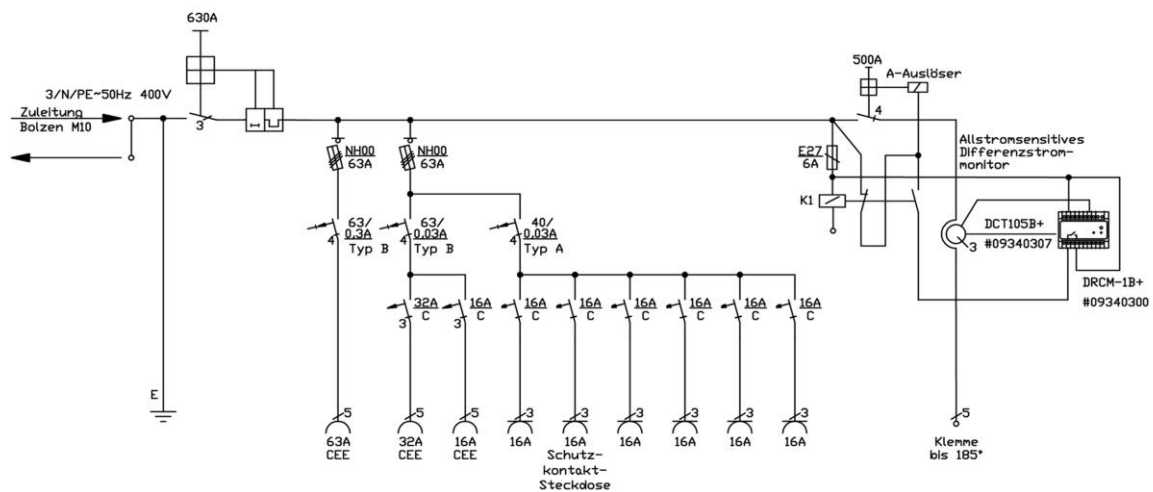 630A
3/N/PE~50Hz 400V
Zuleitung
Bolzen M10
3
NH00
63A
NH00
63A
63/
0.3A
4
Typ B
63/
0.03A
4
Typ B
40/
0.03A
4
Typ A
32A
C
3
16A
C
3
16A
C
16A
C
16A
C
16A
C
16A
C
16A
C
E
5
63A
CEE
5
32A
CEE
5
16A
CEE
3
16A
3
16A
3
16A
3
16A
3
16A
3
16A
Schutz-
kontakt-
Steckdose
500A
A-Auslöser
4
E27
6A
K1
Allstromsensitives
Differenzstrom-
monitor
3
DCT105B+
#09340307
DRCM-1B+
#09340300
5
Klemme
bis 185°